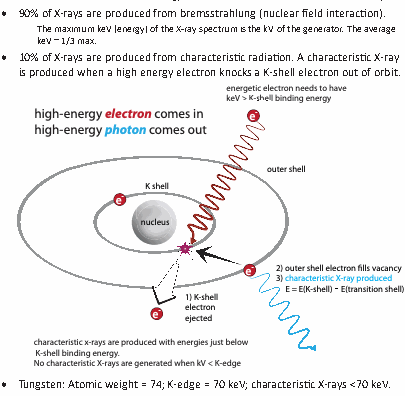 • 90% of X-rays are produced from bremsstrahlung (nuclear field interaction).
The maximum keV (energy) of the X-ray spectrum is the kV of the generator. The average
keV = 1/3 max.
• 10% of X-rays are produced from characteristic radiation. A characteristic X-ray
is produced when a high energy electron knocks a K-shell electron out of orbit.
energetic electron needs to have
keV > K-shell binding energy
high-energy electron comes in
high-energy photon comes out
e-
outer shell
K shell
e-
nucleus
e-
2) outer shell electron fills vacancy
3) characteristic X-ray produced
E = E(K-shell) - E(transition shell)
1) K-shell
electron
ejected
e-
characteristic x-rays are produced with energies just below
K-shell binding energy.
No characteristic X-rays are generated when kV < K-edge
• Tungsten: Atomic weight = 74; K-edge = 70 keV; characteristic X-rays <70 keV.